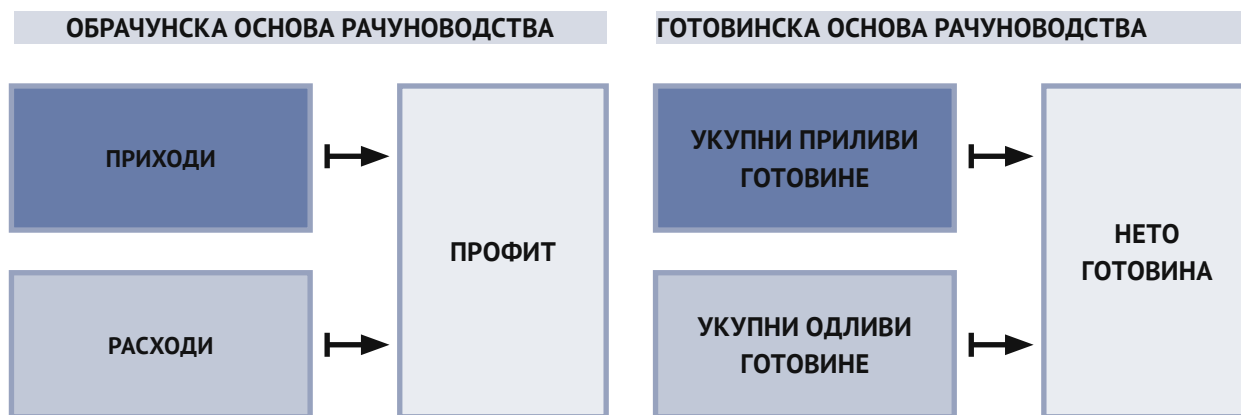 ОБРАЧУНСКА ОСНОВА РАЧУНОВОДСТВА
ПРИХОДИ
РАСХОДИ
ПРОФИТ
ГОТОВИНСКА ОСНОВА РАЧУНОВОДСТВА
УКУПНИ ПРИЛИВИ
ГОТОВИНЕ
УКУПНИ ОДЛИВИ
ГОТОВИНЕ
НЕТО
ГОТОВИНА